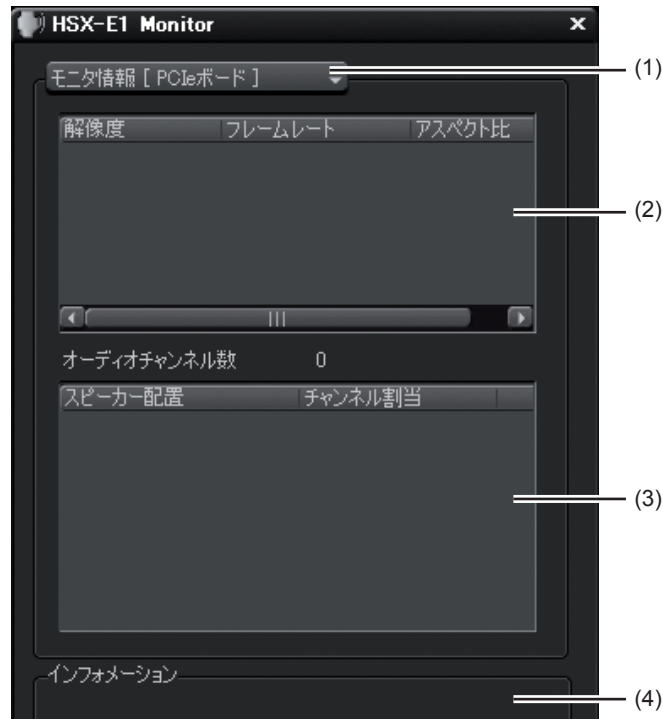 HSX-E1 Monitor ×
モニタ情報 [ PCIeボード ]
(1)
解像度 フレームレート アスペクト比
(2)
オーディオチャンネル数 0
スピーカー配置 チャンネル割当
(3)
インフォメーション
(4)